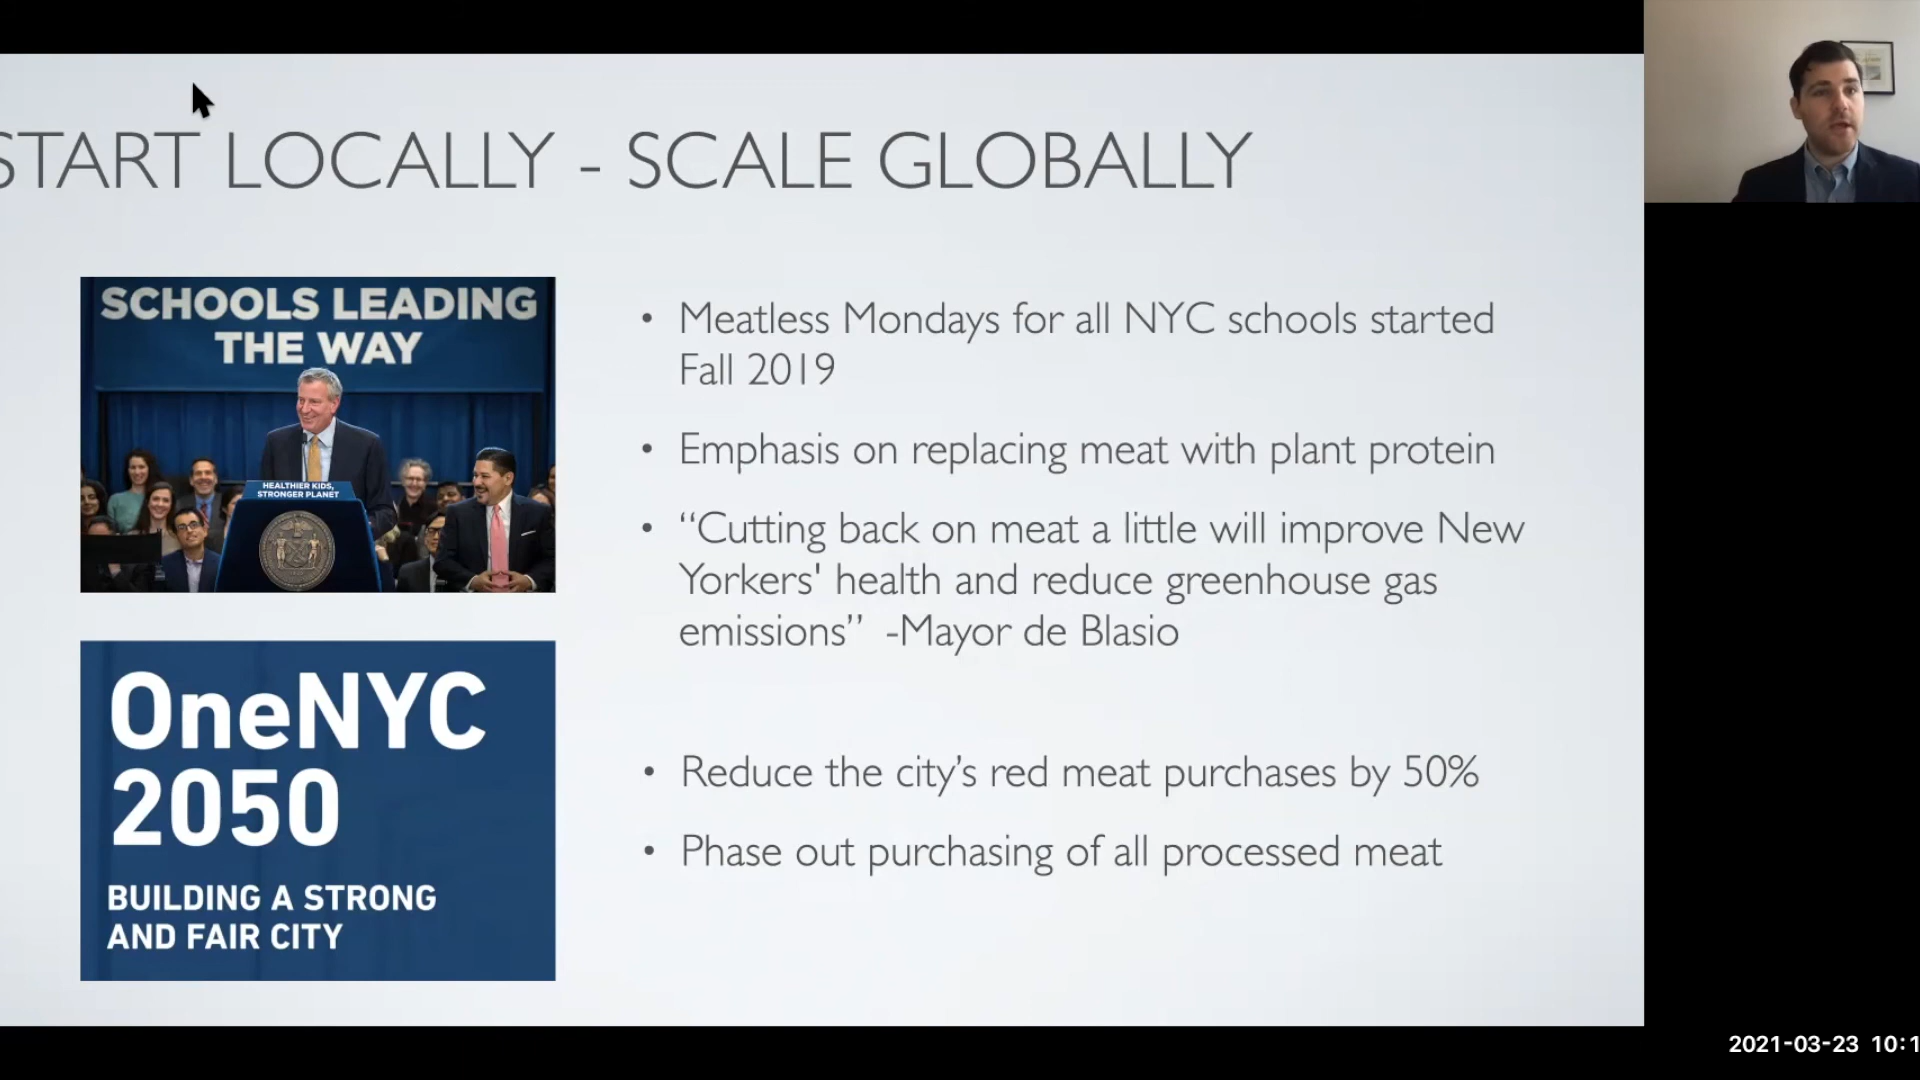 START LOCALLY - SCALE GLOBALLY
SCHOOLS LEADING
THE WAY
HEALTHIER KIDS,
STRONGER PLANET
• Meatless Mondays for all NYC schools started
Fall 2019
• Emphasis on replacing meat with plant protein
• “Cutting back on meat a little will improve New
Yorkers' health and reduce greenhouse gas
emissions” -Mayor de Blasio
OneNYC
2050
BUILDING A STRONG
AND FAIR CITY
• Reduce the city’s red meat purchases by 50%
• Phase out purchasing of all processed meat
2021-03-23 10:1